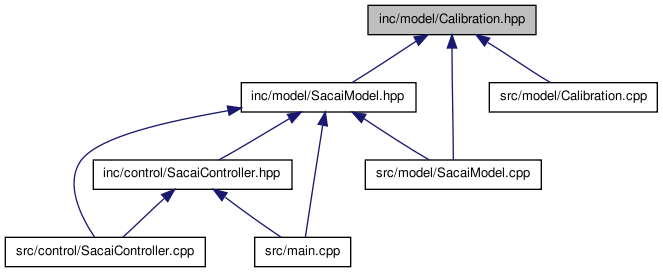 inc/model/Calibration.hpp
inc/model/SacaiModel.hpp
src/model/Calibration.cpp
inc/control/SacaiController.hpp
src/model/SacaiModel.cpp
src/control/SacaiController.cpp
src/main.cpp